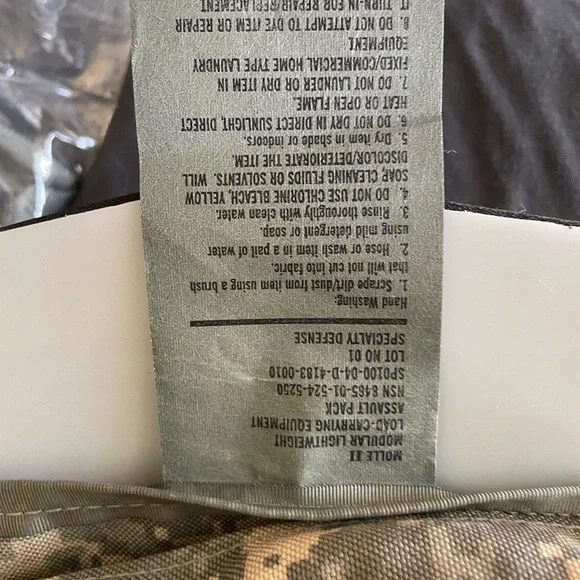 MOLLE II
MODULAR LIGHTWEIGHT
LOAD-CARRYING EQUIPMENT
ASSAULT PACK
NSN 8465-01-524-5250
SP0100-04-D-4183-0010
LOT NO 01
SPECIALTY DEFENSE
Hand Washing:
1. Scrape dirt/dust from item using a brush
that will not cut into fabric.
2. Hose or wash item in a pail of water
using mild detergent or soap.
3. Rinse thoroughly with clean water.
4. DO NOT USE CHLORINE BLEACH, YELLOW
SOAP, CLEANING FLUIDS OR SOLVENTS. WILL
DISCOLOR/DETERIORATE THE ITEM.
5. Dry item in shade or indoors.
6. DO NOT DRY IN DIRECT SUNLIGHT, DIRECT
HEAT OR OPEN FLAME.
7. DO NOT LAUNDER OR DRY ITEM IN
FIXED/COMMERCIAL HOME TYPE LAUNDRY
EQUIPMENT.
8. DO NOT ATTEMPT TO DYE ITEM OR REPAIR
IT. TURN-IN FOR REPAIR/REPLACEMENT.